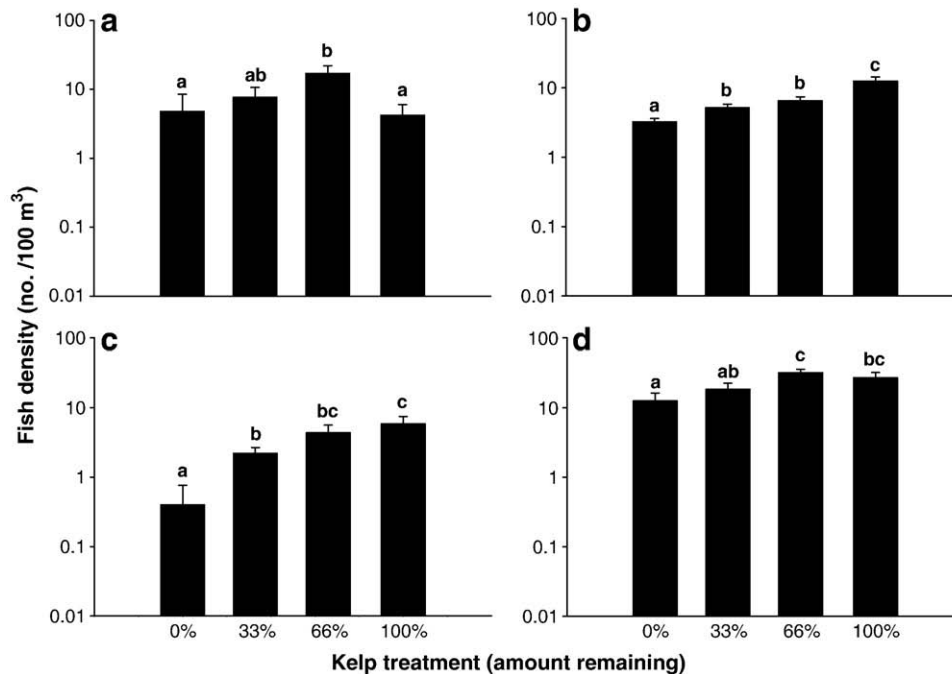 a
100
10
1
0.1
0.01
a
ab
b
a
b
100
10
1
0.1
0.01
a
b
b
c
c
100
10
1
0.1
0.01
a
b
bc
c
0%
33%
66%
100%
d
100
10
1
0.1
0.01
a
ab
c
bc
0%
33%
66%
100%
Fish density (no. /100 m³)
Kelp treatment (amount remaining)